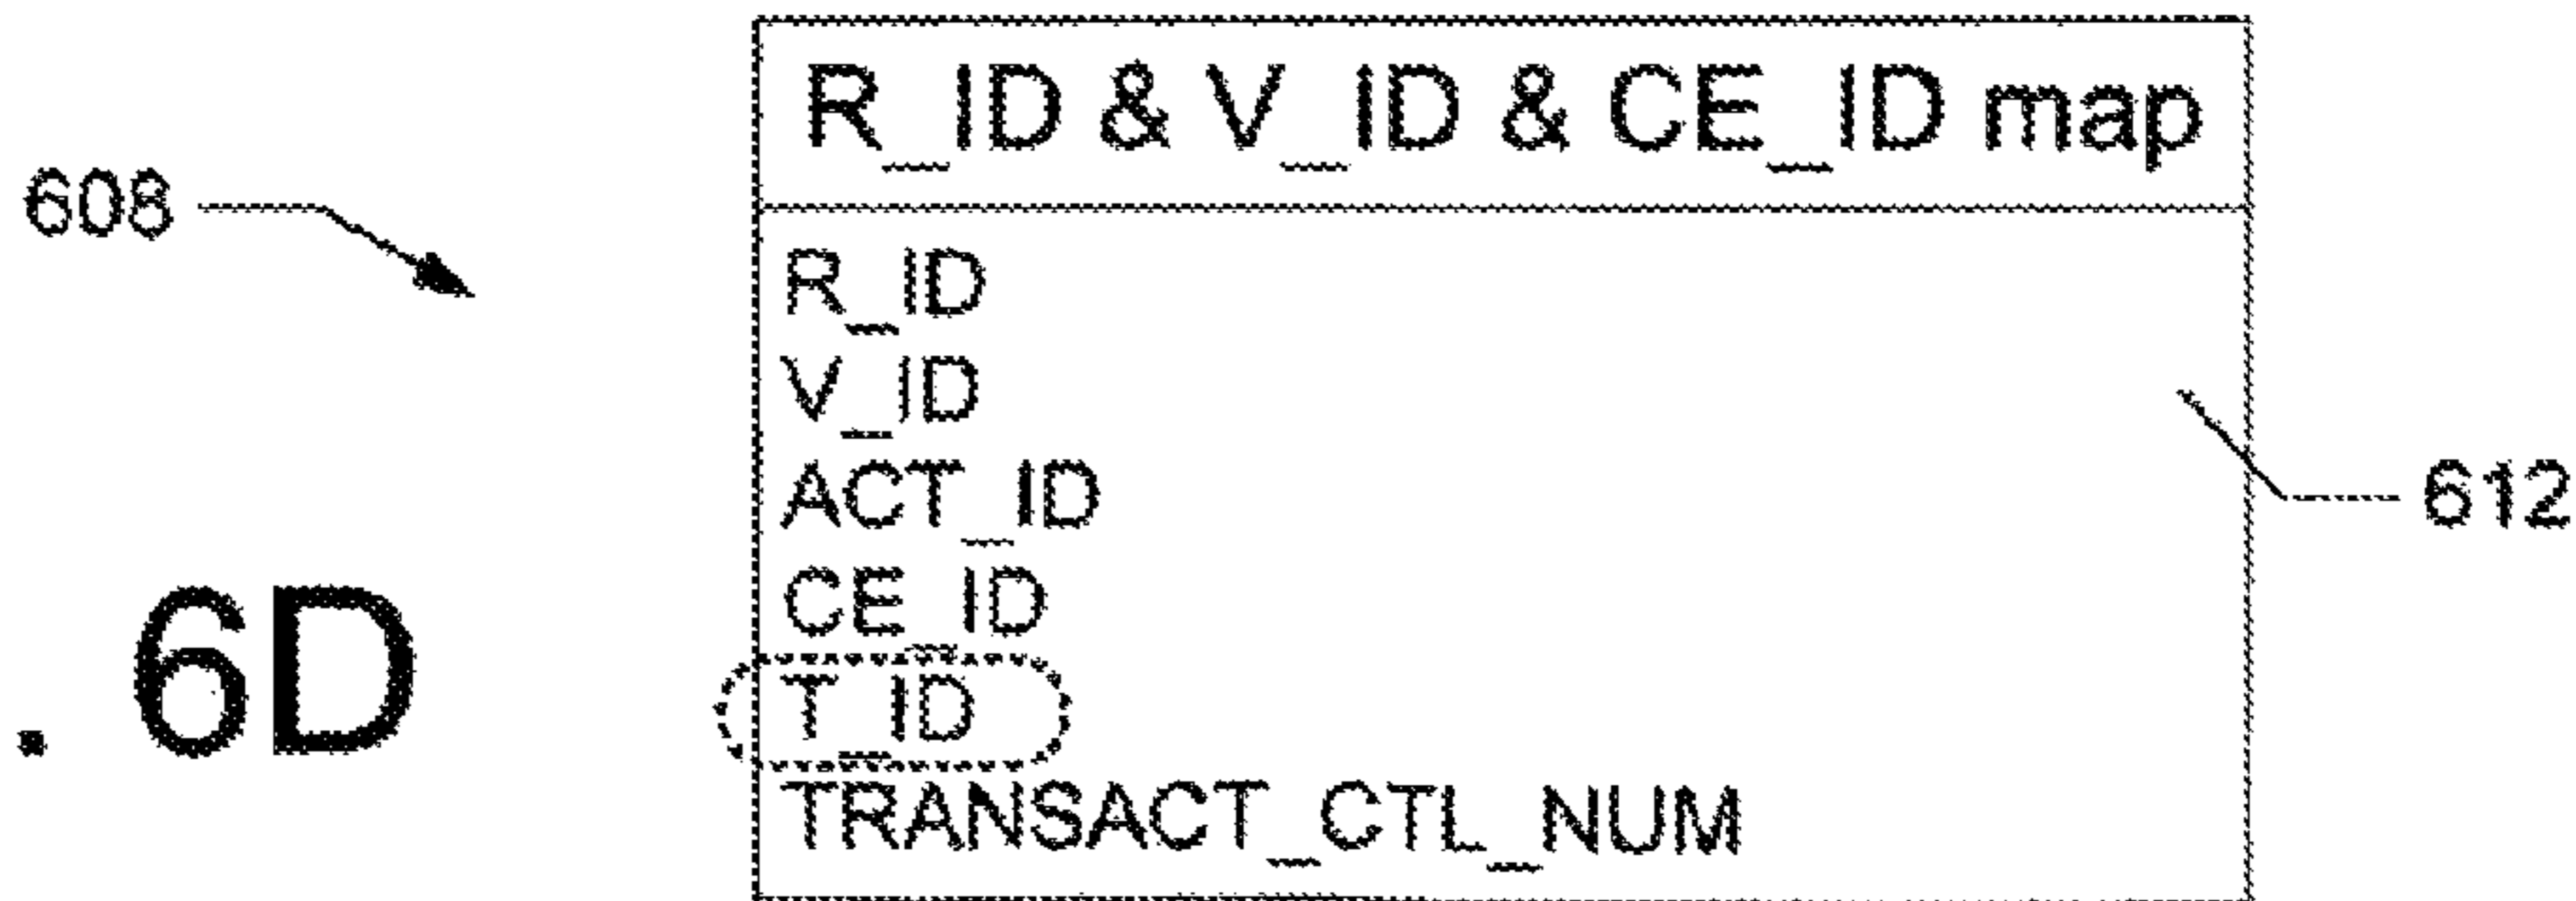 R_ID & V_ID & CE_ID map
608
R_ID
V_ID
ACT_ID
612
CE_ID
. 6D
T_ID
TRANSACT_CTL_NUM